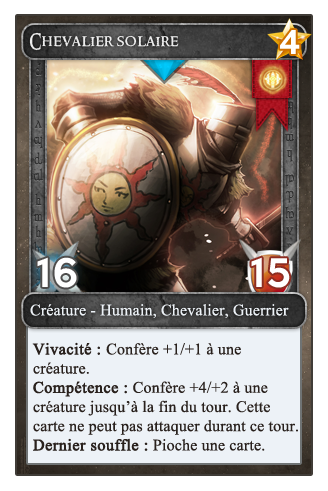 CHEVALIER SOLAIRE
4
16
15
Créature - Humain, Chevalier, Guerrier
Vivacité : Confère +1/+1 à une
créature.
Compétence : Confère +4/+2 à une
créature jusqu'à la fin du tour. Cette
carte ne peut pas attaquer durant ce tour.
Dernier souffle : Pioche une carte.